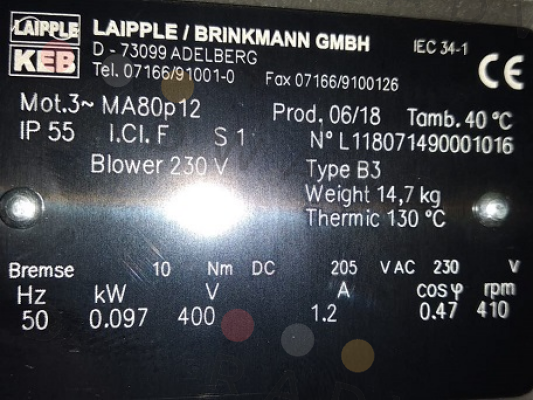 LAIPPLE
KEB
LAIPPLE / BRINKMANN GMBH
IEC 34-1
D - 73099 ADELBERG
Tel. 07166/91001-0 Fax 07166/9100126
CE
Mot.3~ MA80p12 Prod. 06/18 Tamb. 40 °C
IP 55 I.Cl. F S 1 N° L118071490001016
Blower 230 V Type B3
Weight 14,7 kg
Thermic 130 °C
Bremse 10 Nm DC 205 V AC 230 V
Hz kW V A cosφ rpm
50 0.097 400 1.2 0.47 410